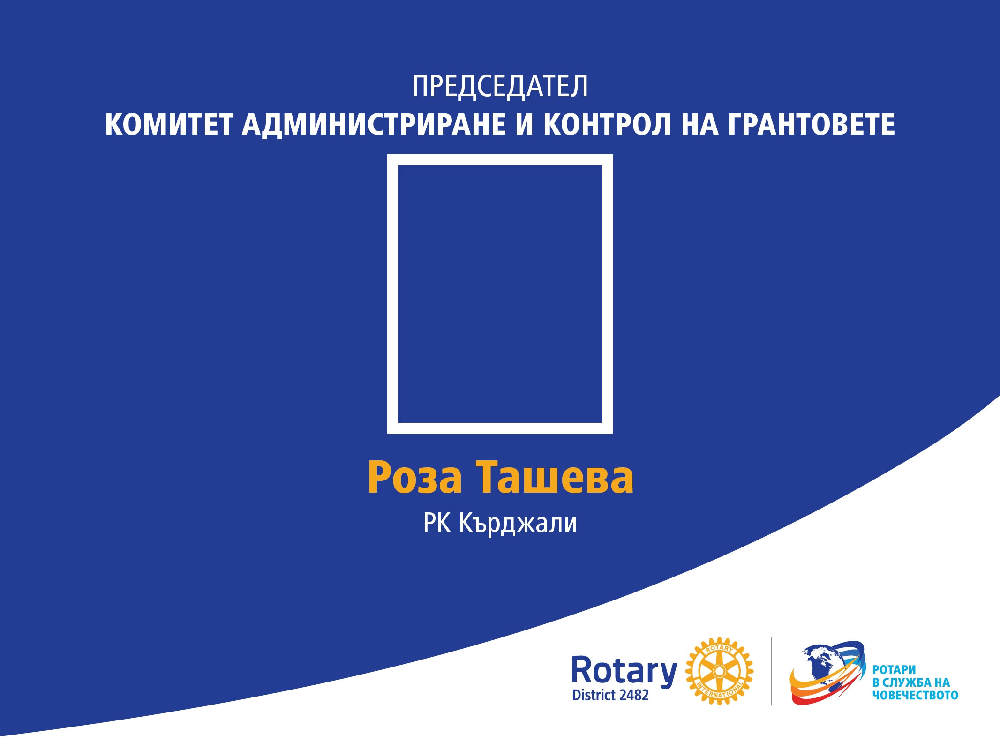 ПРЕДСЕДАТЕЛ
КОМИТЕТ АДМИНИСТРИРАНЕ И КОНТРОЛ НА ГРАНТОВЕТЕ
Роза Ташева
РК Кърджали
Rotary
District 2482
ROTARY
INTERNATIONAL
РОТАРИ
В СЛУЖБА НА
ЧОВЕЧЕСТВОТО